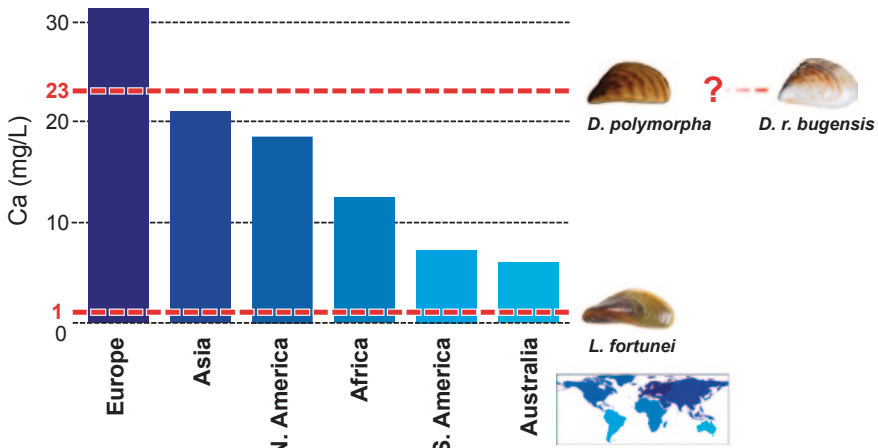 Ca (mg/L)
30
23
20
10
1
0
Europe
Asia
N. America
Africa
S. America
Australia
?
D. polymorpha
D. r. bugensis
L. fortunei